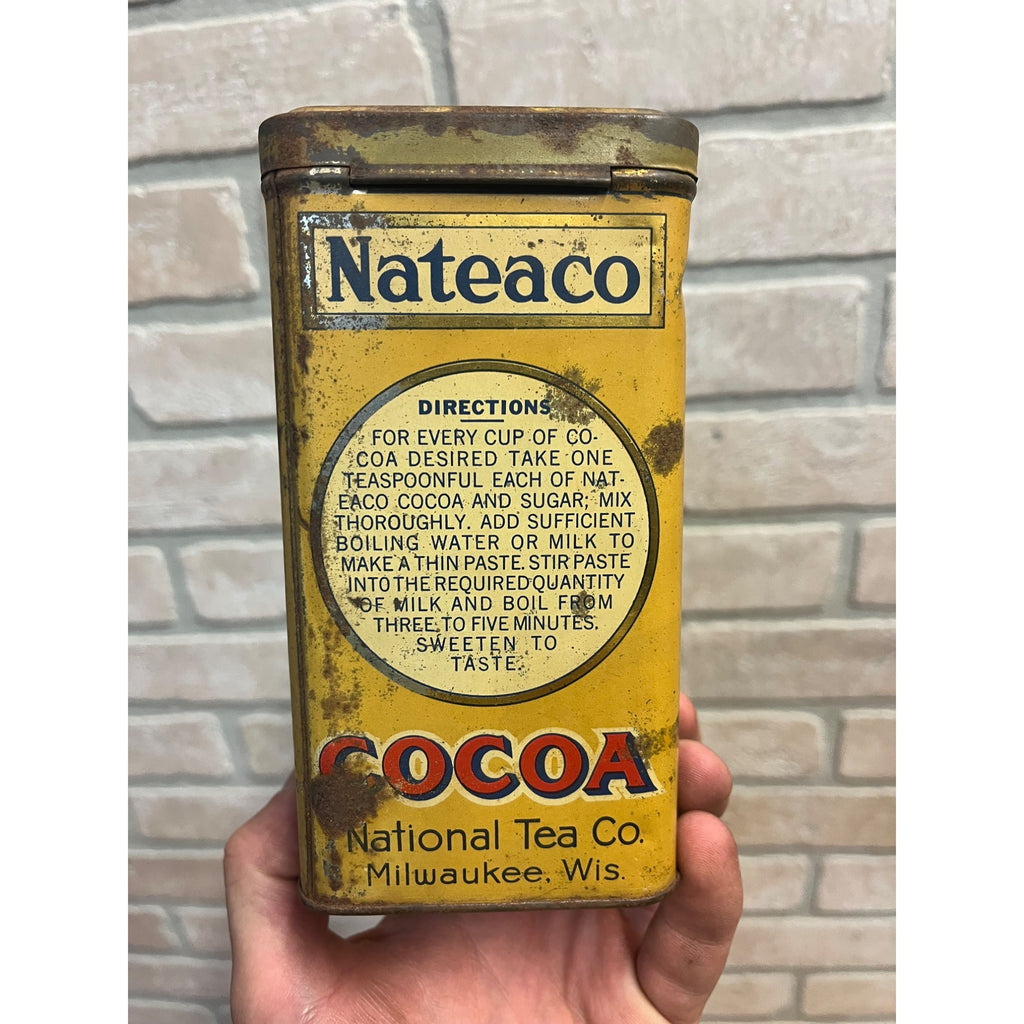 Nateaco
DIRECTIONS
FOR EVERY CUP OF CO-
COA DESIRED TAKE ONE
TEASPOONFUL EACH OF NAT-
EACO COCOA AND SUGAR; MIX
THOROUGHLY. ADD SUFFICIENT
BOILING WATER OR MILK TO
MAKE A THIN PASTE. STIR PASTE
INTO THE REQUIRED QUANTITY
OF MILK AND BOIL FROM
THREE TO FIVE MINUTES.
SWEETEN TO
TASTE.
COCOA
National Tea Co.
Milwaukee, Wis.